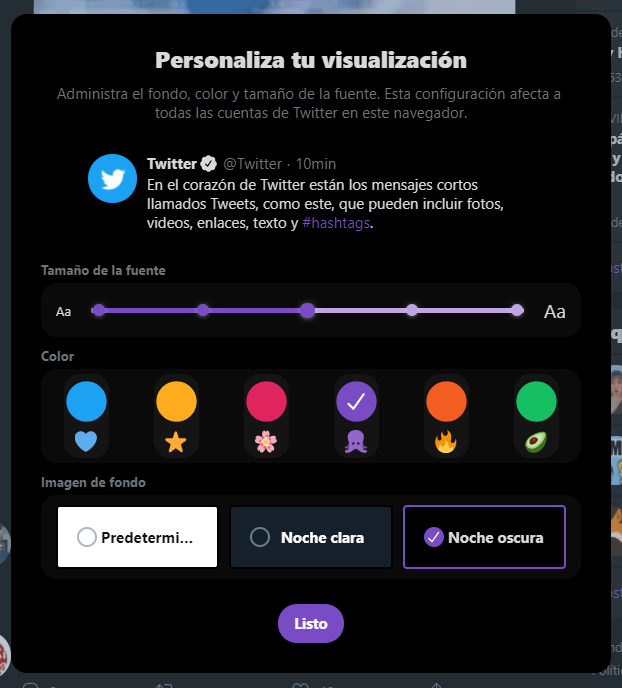 Personaliza tu visualización
Administra el fondo, color y tamaño de la fuente. Esta configuración afecta a
todas las cuentas de Twitter en este navegador.
Twitter @Twitter · 10min
En el corazón de Twitter están los mensajes cortos
llamados Tweets, como este, que pueden incluir fotos,
videos, enlaces, texto y #hashtags.
Tamaño de la fuente
Aa Aa
Color
Imagen de fondo
Predetermi... Noche clara Noche oscura
Listo